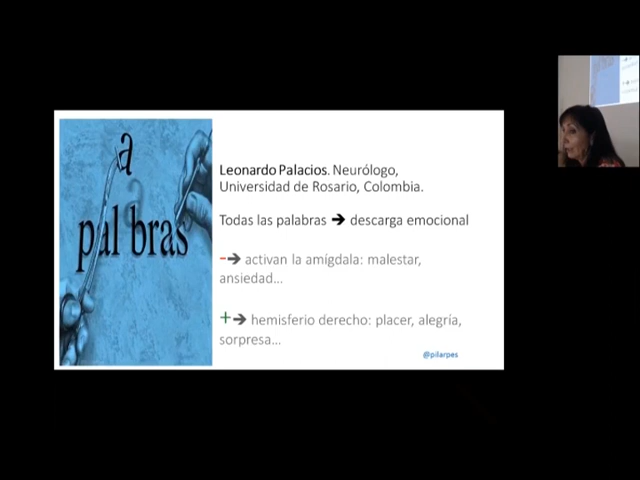 a
pal bras
Leonardo Palacios. Neurólogo,
Universidad de Rosario, Colombia.
Todas las palabras ➔ descarga emocional
-➔ activan la amígdala: malestar,
ansiedad...
+➔ hemisferio derecho: placer, alegría,
sorpresa...
@pilarpes